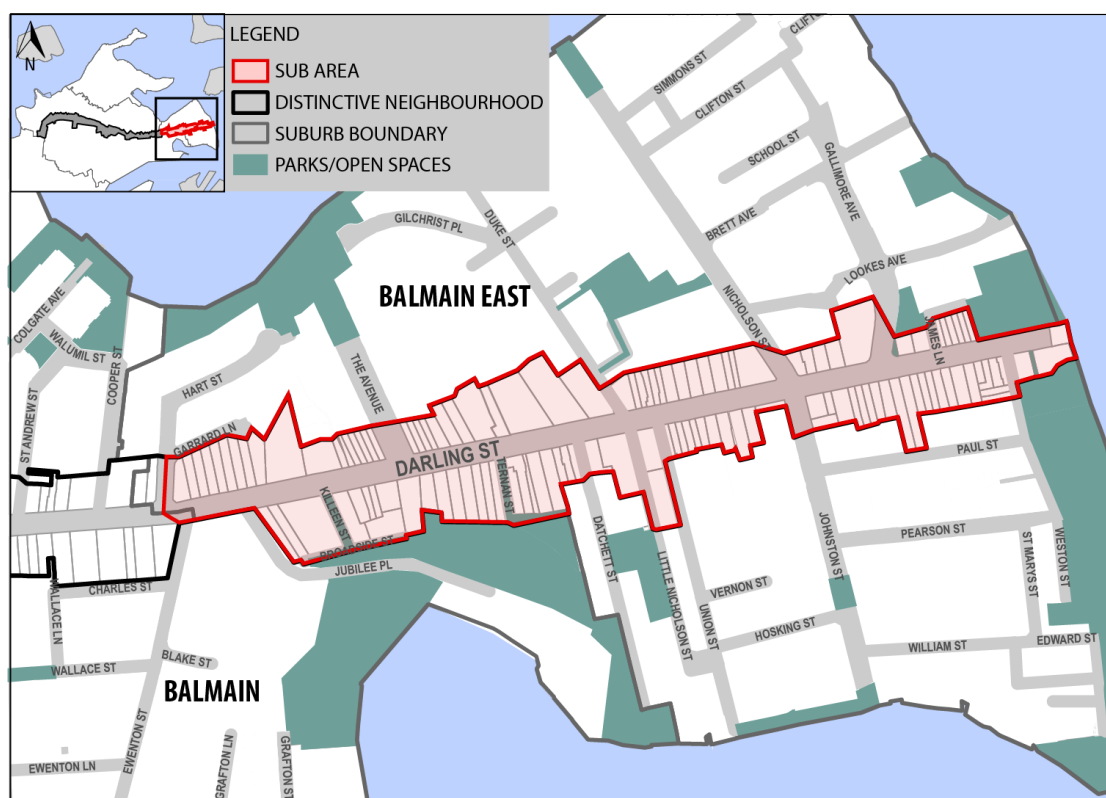 N
LEGEND
SUB AREA
DISTINCTIVE NEIGHBOURHOOD
SUBURB BOUNDARY
PARKS/OPEN SPACES
SIMMONS ST
CLIFTON ST
SCHOOL ST
GALLIMORE AVE
BRETT AVE
LOOKES AVE
NICHOLSON ST
JAMES LN
GILCHRIST PL
DUKE ST
BALMAIN EAST
COLGATE AVE
WALUMIL ST
COOPER ST
ST ANDREW ST
HART ST
THE AVENUE
GARRARD LN
DARLING ST
KILLEEN ST
TERNAN ST
BROADSIDE ST
JUBILEE PL
DATCHETT ST
LITTLE NICHOLSON ST
UNION ST
VERNON ST
HOSKING ST
JOHNSTON ST
PAUL ST
PEARSON ST
ST MARYS ST
WESTON ST
WILLIAM ST
EDWARD ST
CHARLES ST
WALLACE LN
WALLACE ST
BLAKE ST
BALMAIN
EWENTON ST
EWENTON LN
GRAFTON LN
GRAFTON ST